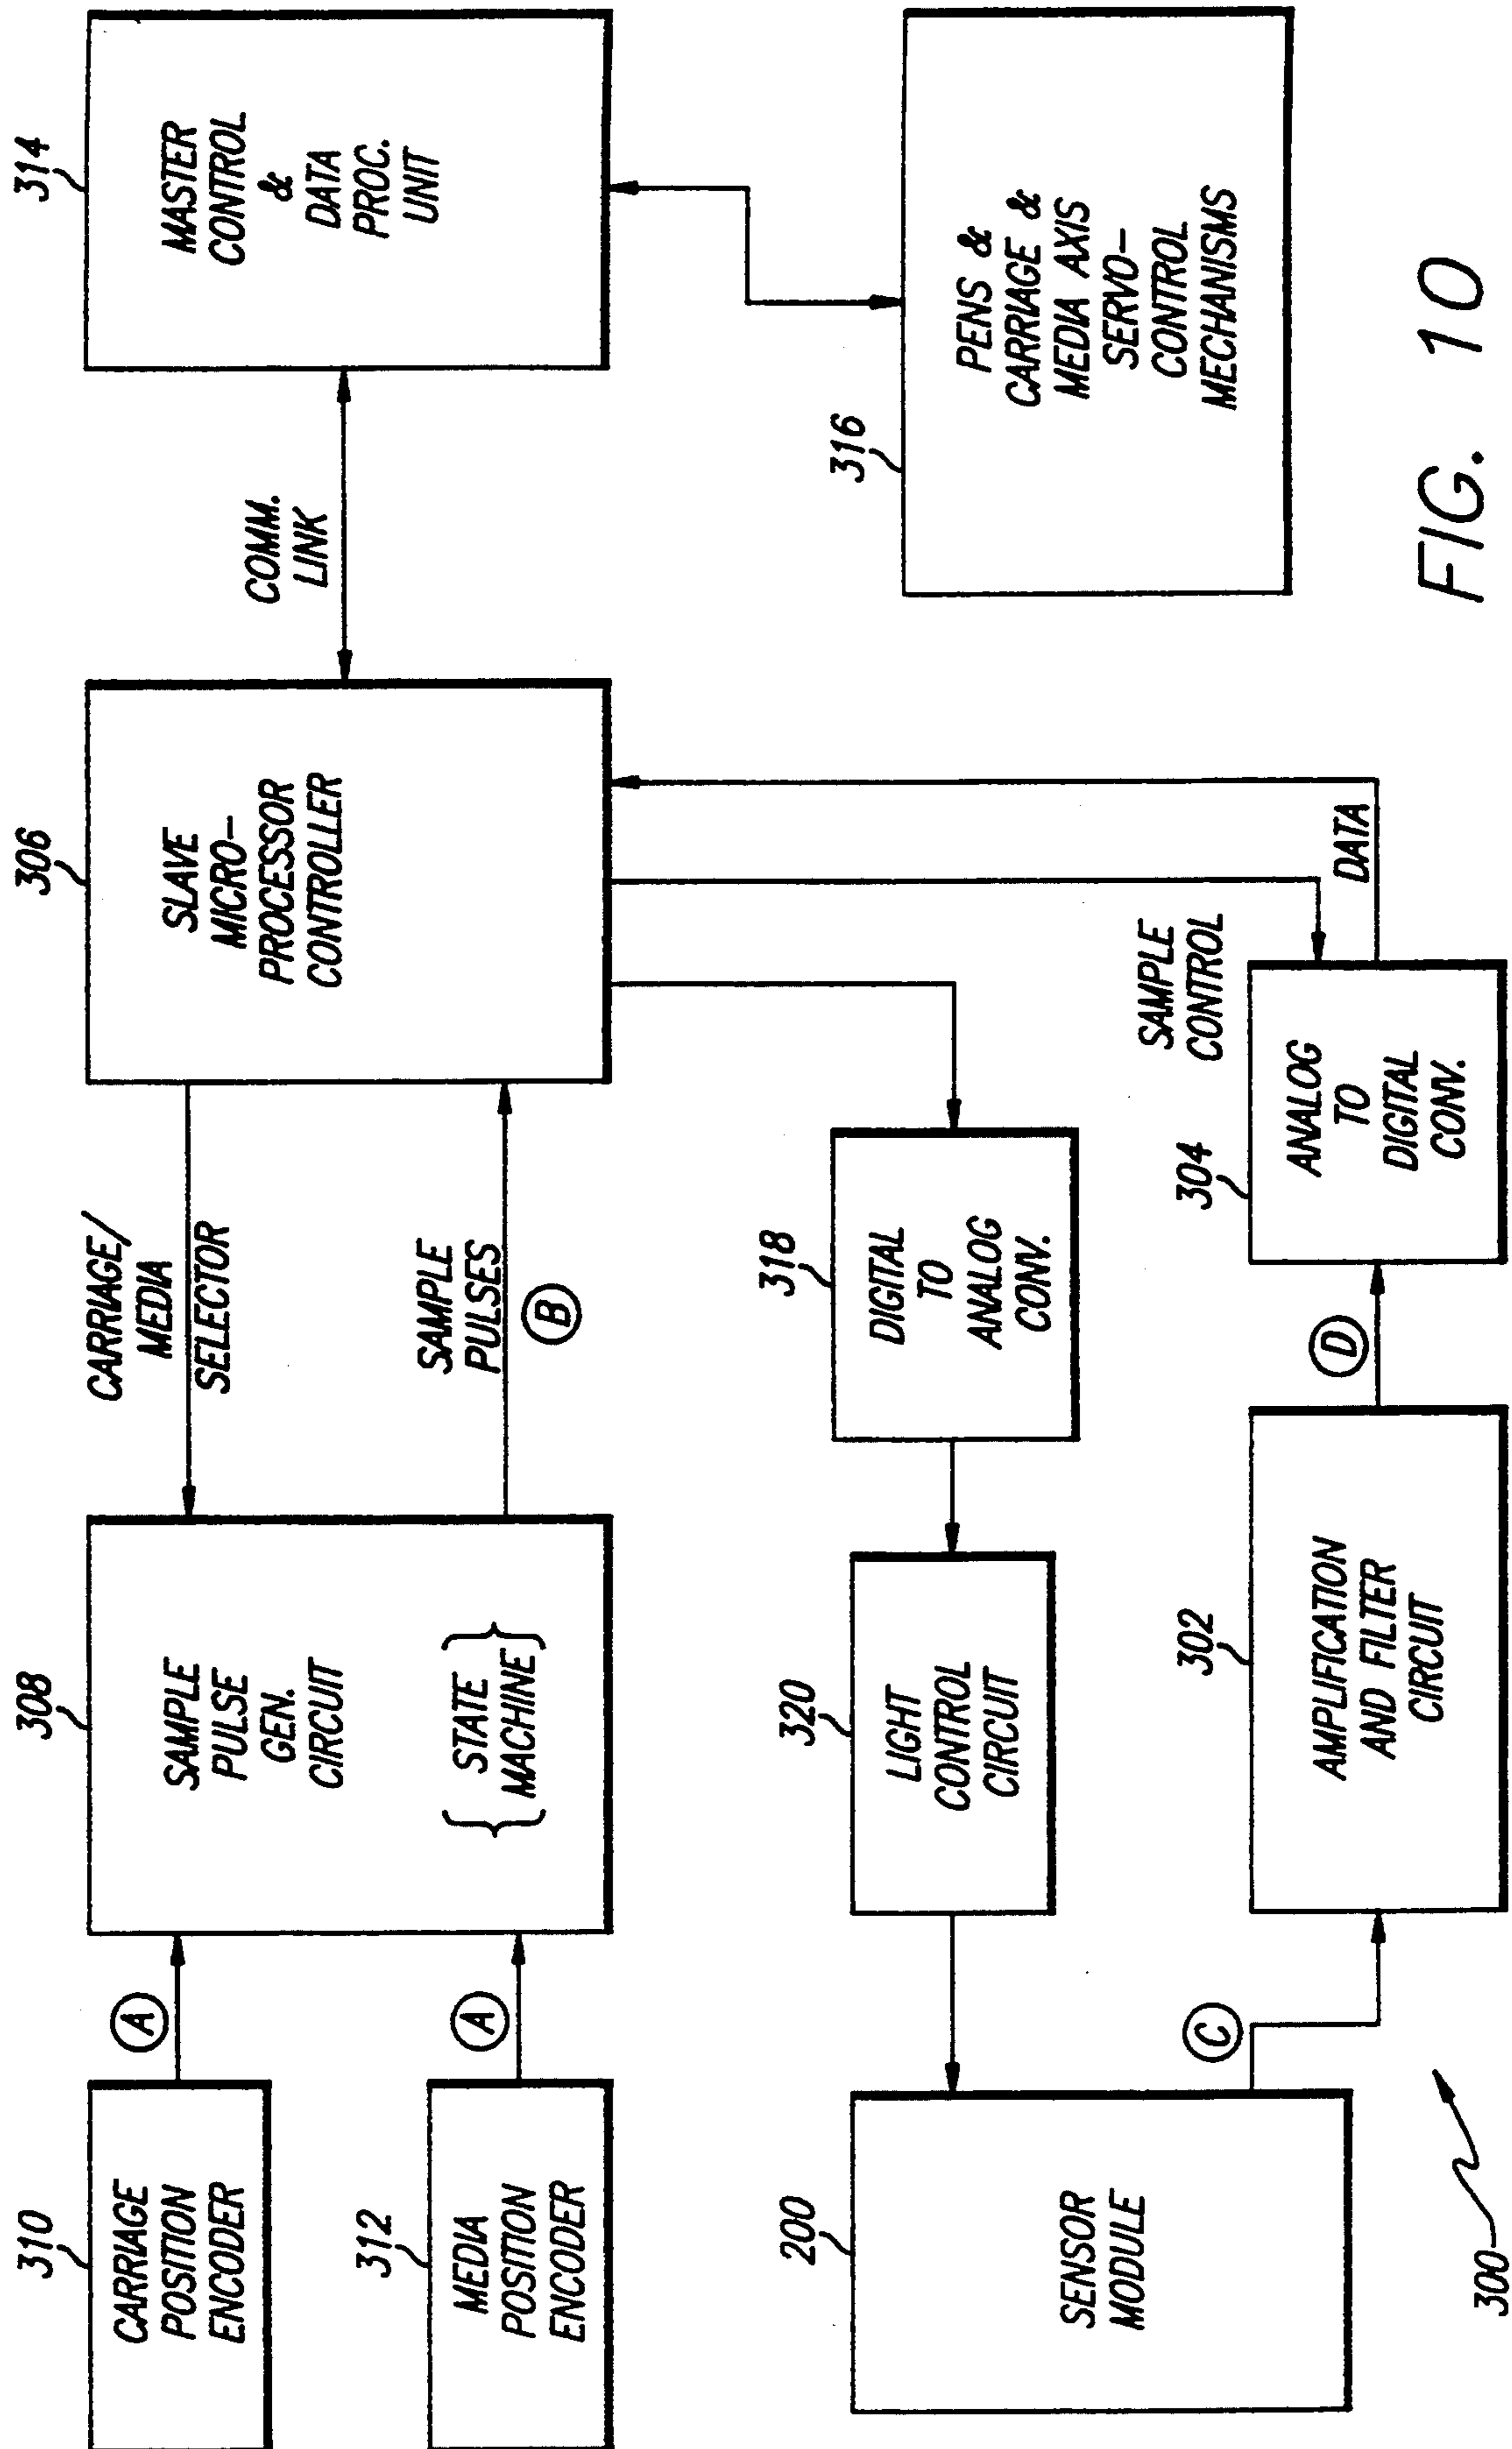 310
CARRIAGE
POSITION
ENCODER
A
308
SAMPLE
PULSE
GEN.
CIRCUIT
{STATE
MACHINE}
CARRIAGE/
MEDIA
SELECTOR
SAMPLE
PULSES
B
306
SLAVE
MICRO-
PROCESSOR
CONTROLLER
COMM.
LINK
314
MASTER
CONTROL
&
DATA
PROC.
UNIT
312
MEDIA
POSITION
ENCODER
A
200
SENSOR
MODULE
320
LIGHT
CONTROL
CIRCUIT
318
DIGITAL
TO
ANALOG
CONV.
316
PENS &
CARRIAGE &
MEDIA AXIS
SERVO-
CONTROL
MECHANISMS
C
302
AMPLIFICATION
AND FILTER
CIRCUIT
D
304
ANALOG
TO
DIGITAL
CONV.
SAMPLE
CONTROL
DATA
300
FIG. 10